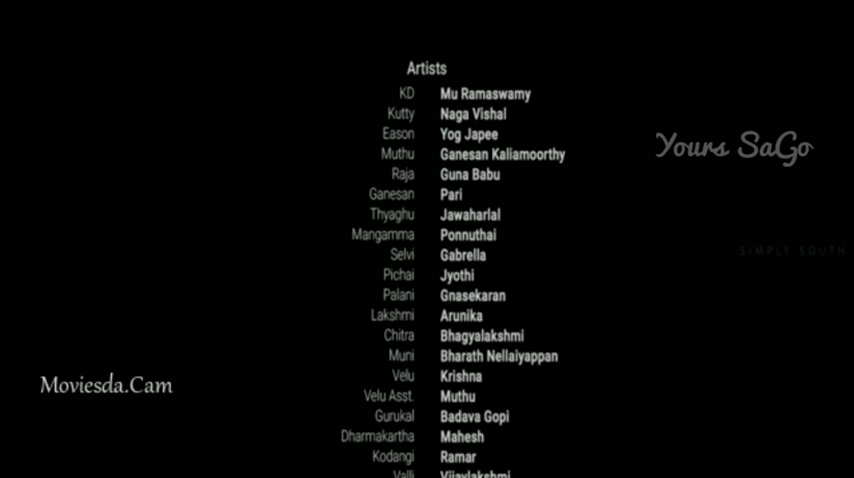 Artists
KD Mu Ramaswamy
Kutty Naga Vishal
Eason Yog Japee
Muthu Ganesan Kaliamoorthy
Raja Guna Babu
Ganesan Pari
Thyaghu Jawaharlal
Mangamma Ponnuthai
Selvi Gabrella
Pichai Jyothi
Palani Gnasekaran
Lakshmi Arunika
Chitra Bhagyalakshmi
Muni Bharath Nellaiyappan
Velu Krishna
Velu Asst. Muthu
Gurukal Badava Gopi
Dharmakartha Mahesh
Kodangi Ramar
Valli Vijaylakshmi
Yours SaGo
SIMPLY SOUTH
Moviesda.Cam